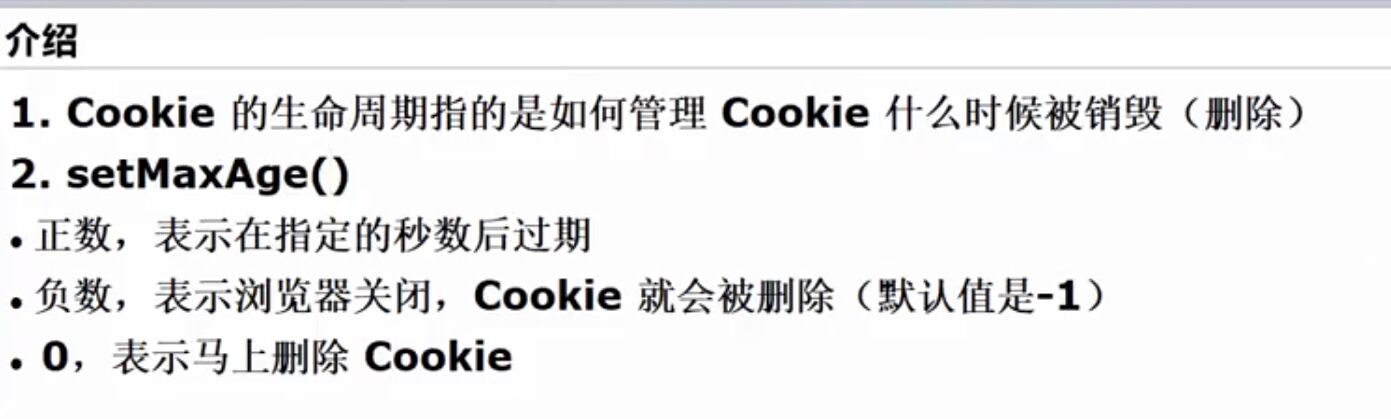 介绍
1. Cookie 的生命周期指的是如何管理 Cookie 什么时候被销毁（删除）
2. setMaxAge()
• 正数，表示在指定的秒数后过期
• 负数，表示浏览器关闭，Cookie 就会被删除（默认值是-1）
• 0，表示马上删除 Cookie